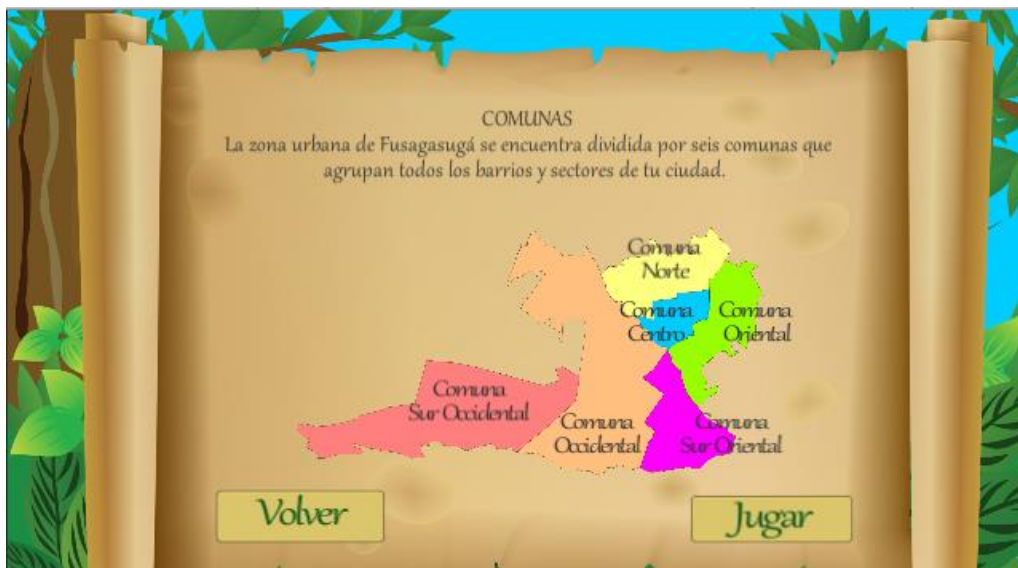 COMUNAS
La zona urbana de Fusagasugá se encuentra dividida por seis comunas que
agrupan todos los barrios y sectores de tu ciudad.
Comuna
Norte
Comuna
Centro
Comuna
Oriental
Comuna
Sur Occidental
Comuna
Occidental
Comuna
Sur Oriental
Volver
Jugar